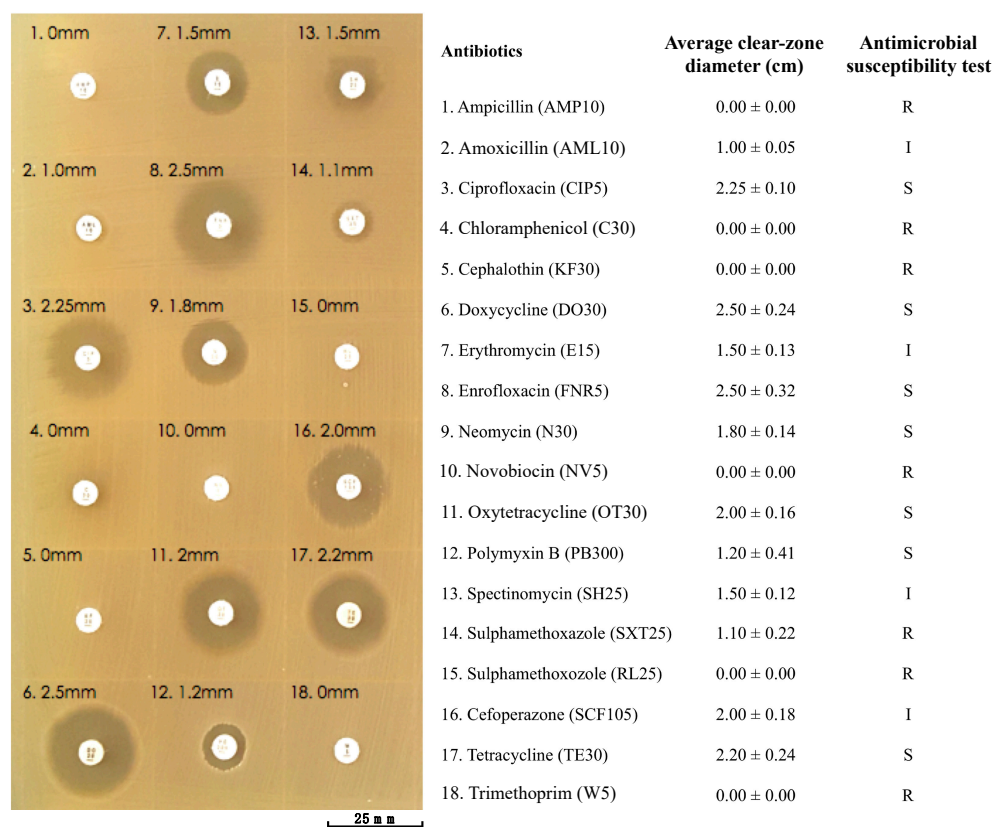 1. 0mm
7. 1.5mm
13. 1.5mm
2. 1.0mm
8. 2.5mm
14. 1.1mm
3. 2.25mm
9. 1.8mm
15. 0mm
4. 0mm
10. 0mm
16. 2.0mm
5. 0mm
11. 2mm
17. 2.2mm
6. 2.5mm
12. 1.2mm
18. 0mm
25 mm
Antibiotics
Average clear-zone diameter (cm)
Antimicrobial susceptibility test
1. Ampicillin (AMP10) 0.00 ± 0.00 R
2. Amoxicillin (AML10) 1.00 ± 0.05 I
3. Ciprofloxacin (CIP5) 2.25 ± 0.10 S
4. Chloramphenicol (C30) 0.00 ± 0.00 R
5. Cephalothin (KF30) 0.00 ± 0.00 R
6. Doxycycline (DO30) 2.50 ± 0.24 S
7. Erythromycin (E15) 1.50 ± 0.13 I
8. Enrofloxacin (FNR5) 2.50 ± 0.32 S
9. Neomycin (N30) 1.80 ± 0.14 S
10. Novobiocin (NV5) 0.00 ± 0.00 R
11. Oxytetracycline (OT30) 2.00 ± 0.16 S
12. Polymyxin B (PB300) 1.20 ± 0.41 S
13. Spectinomycin (SH25) 1.50 ± 0.12 I
14. Sulphamethoxazole (SXT25) 1.10 ± 0.22 R
15. Sulphamethoxozole (RL25) 0.00 ± 0.00 R
16. Cefoperazone (SCF105) 2.00 ± 0.18 I
17. Tetracycline (TE30) 2.20 ± 0.24 S
18. Trimethoprim (W5) 0.00 ± 0.00 R